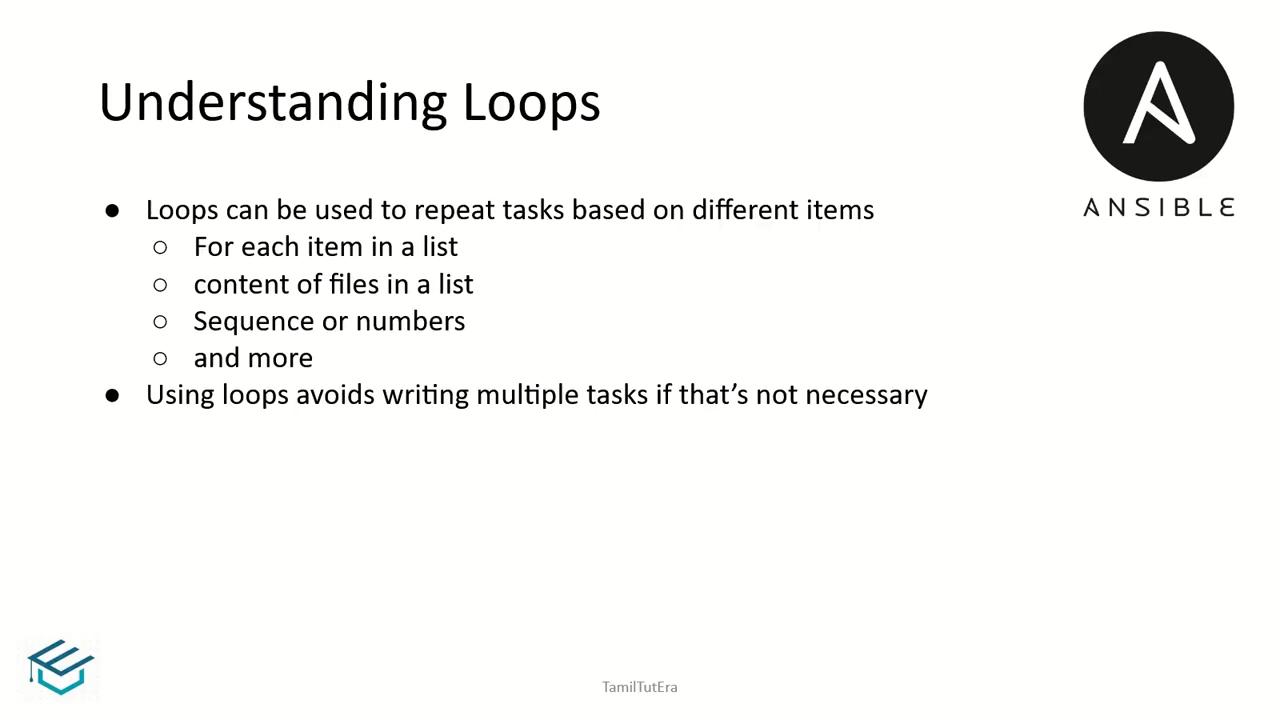 Understanding Loops
ANSIBLE
● Loops can be used to repeat tasks based on different items
○ For each item in a list
○ content of files in a list
○ Sequence or numbers
○ and more
● Using loops avoids writing multiple tasks if that’s not necessary
TamilTutEra